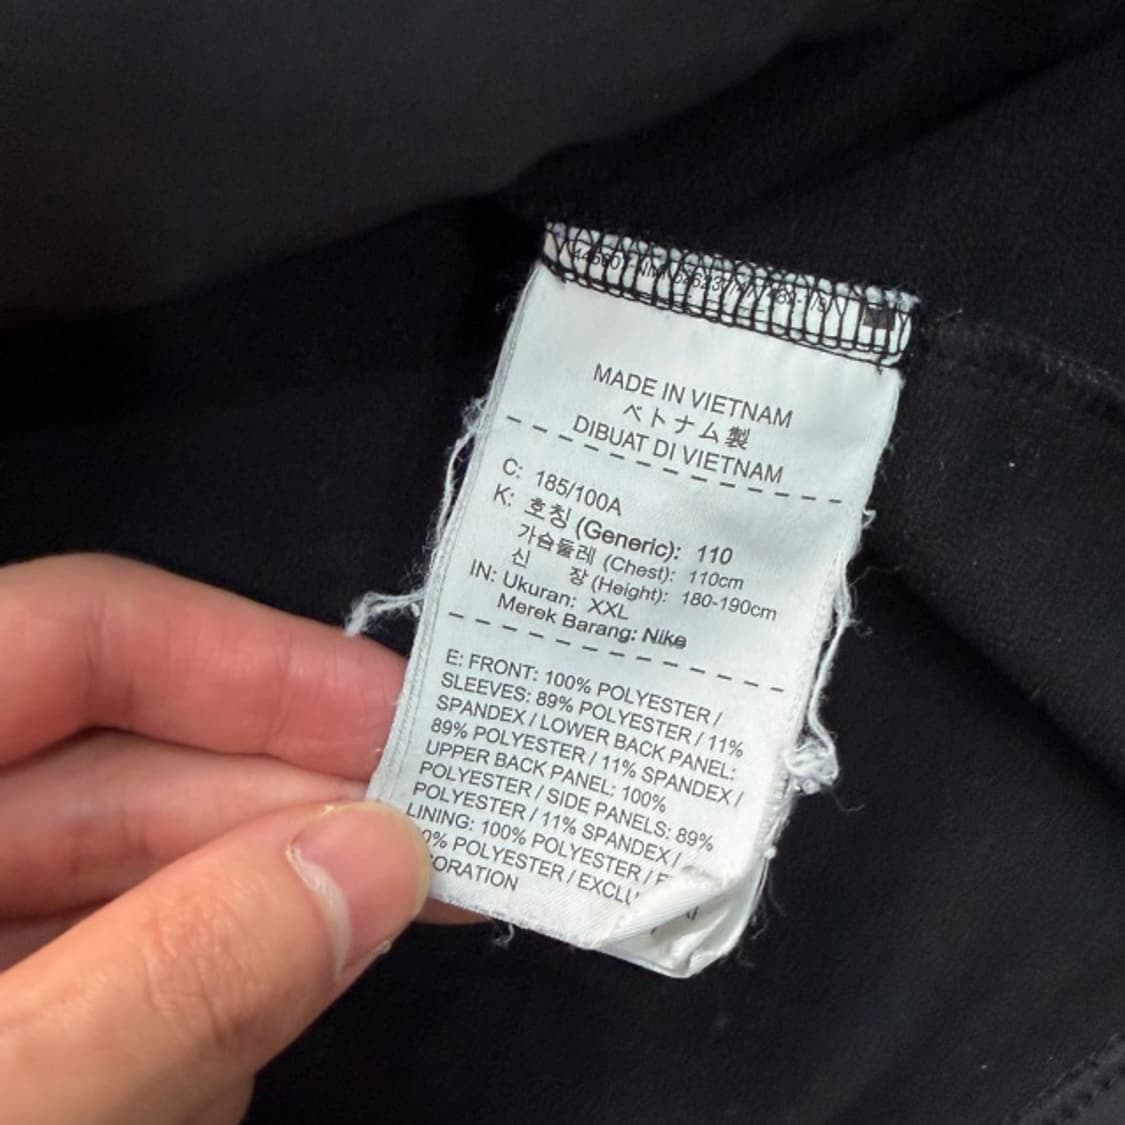 MADE IN VIETNAM
ベトナム製
DIBUAT DI VIETNAM
C: 185/100A
K: 호칭 (Generic): 110
가슴둘레 (Chest): 110cm
신 장 (Height): 180-190cm
IN: Ukuran: XXL
Merek Barang: Nike
E: FRONT: 100% POLYESTER /
SLEEVES: 89% POLYESTER / 11%
SPANDEX / LOWER BACK PANEL:
89% POLYESTER / 11% SPANDEX /
UPPER BACK PANEL: 100%
POLYESTER / SIDE PANELS: 89%
POLYESTER / 11% SPANDEX /
LINING: 100% POLYESTER /
POLYESTER /